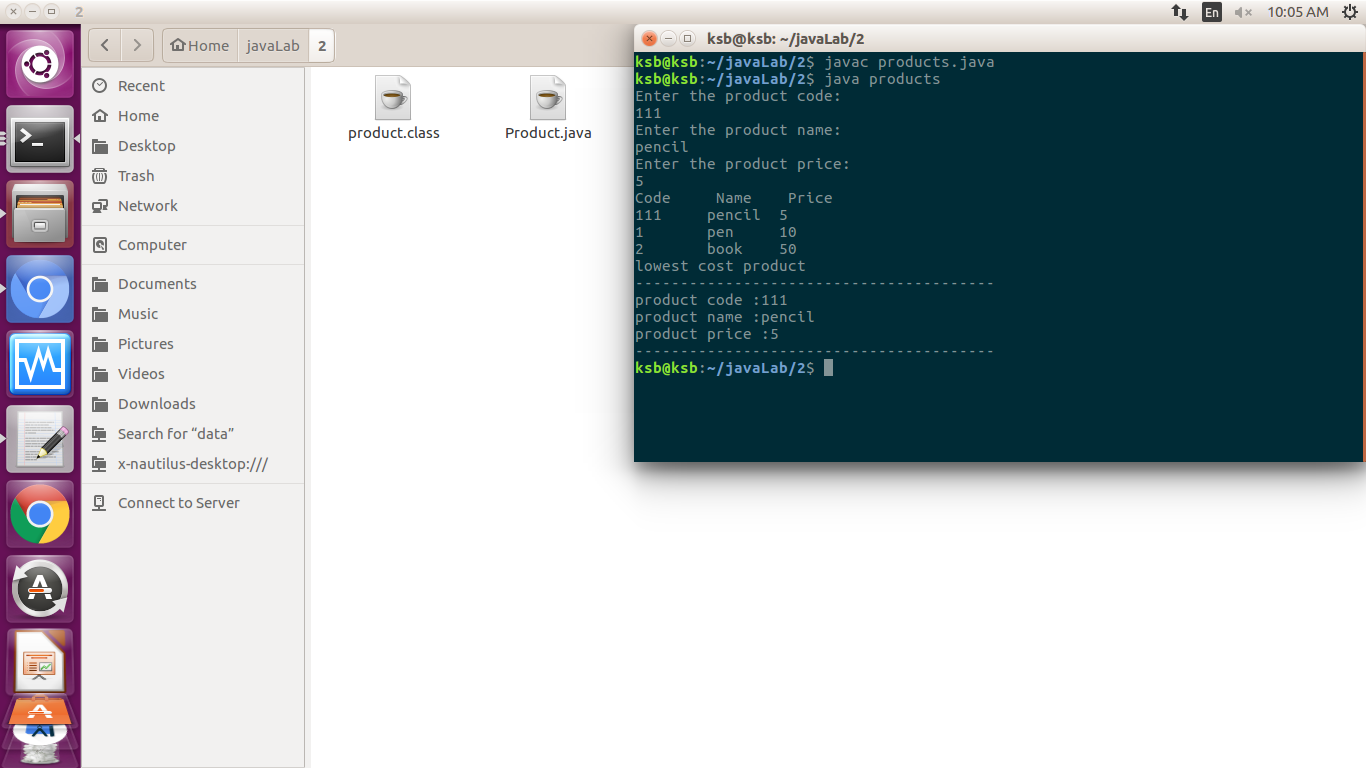 2
En
10:05 AM
Home
javaLab
2
Recent
Home
Desktop
Trash
Network
Computer
Documents
Music
Pictures
Videos
Downloads
Search for “data”
x-nautilus-desktop:///
Connect to Server
product.class
Product.java
ksb@ksb: ~/javaLab/2
ksb@ksb:~/javaLab/2$ javac products.java
ksb@ksb:~/javaLab/2$ java products
Enter the product code:
111
Enter the product name:
pencil
Enter the product price:
5
Code Name Price
111 pencil 5
1 pen 10
2 book 50
lowest cost product
----------------------------------------
product code :111
product name :pencil
product price :5
----------------------------------------
ksb@ksb:~/javaLab/2$